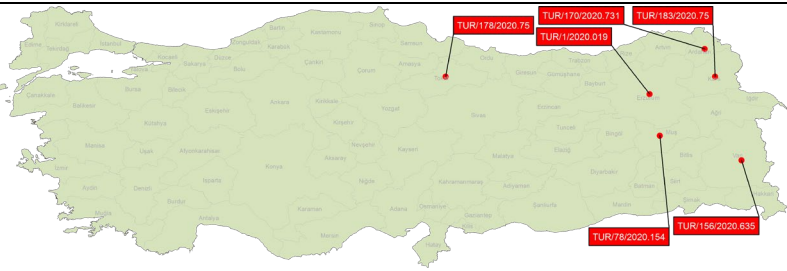 TUR/170/2020.731
TUR/183/2020.75
TUR/178/2020.75
TUR/1/2020.019
Kırklareli
Edirne
Tekirdağ
İstanbul
Kocaeli
Sakarya
Düzce
Bolu
Zonguldak
Bartın
Karabük
Kastamonu
Sinop
Samsun
Çankırı
Çorum
Amasya
Tokat
Ordu
Giresun
Gümüşhane
Trabzon
Rize
Artvin
Ardahan
Kars
Bayburt
Erzurum
Iğdır
Ağrı
Çanakkale
Balıkesir
Bursa
Bilecik
Eskişehir
Ankara
Kırıkkale
Yozgat
Sivas
Erzincan
Tunceli
Bingöl
Muş
Kütahya
Manisa
Uşak
Afyonkarahisar
Kırşehir
Nevşehir
Kayseri
Malatya
Elazığ
Bitlis
Van
İzmir
Aydın
Denizli
Isparta
Burdur
Konya
Aksaray
Niğde
Kahramanmaraş
Adıyaman
Diyarbakır
Batman
Siirt
Şırnak
Hakkari
Muğla
Antalya
Karaman
Mersin
Adana
Osmaniye
Gaziantep
Kilis
Şanlıurfa
Mardin
Hatay
TUR/156/2020.635
TUR/78/2020.154